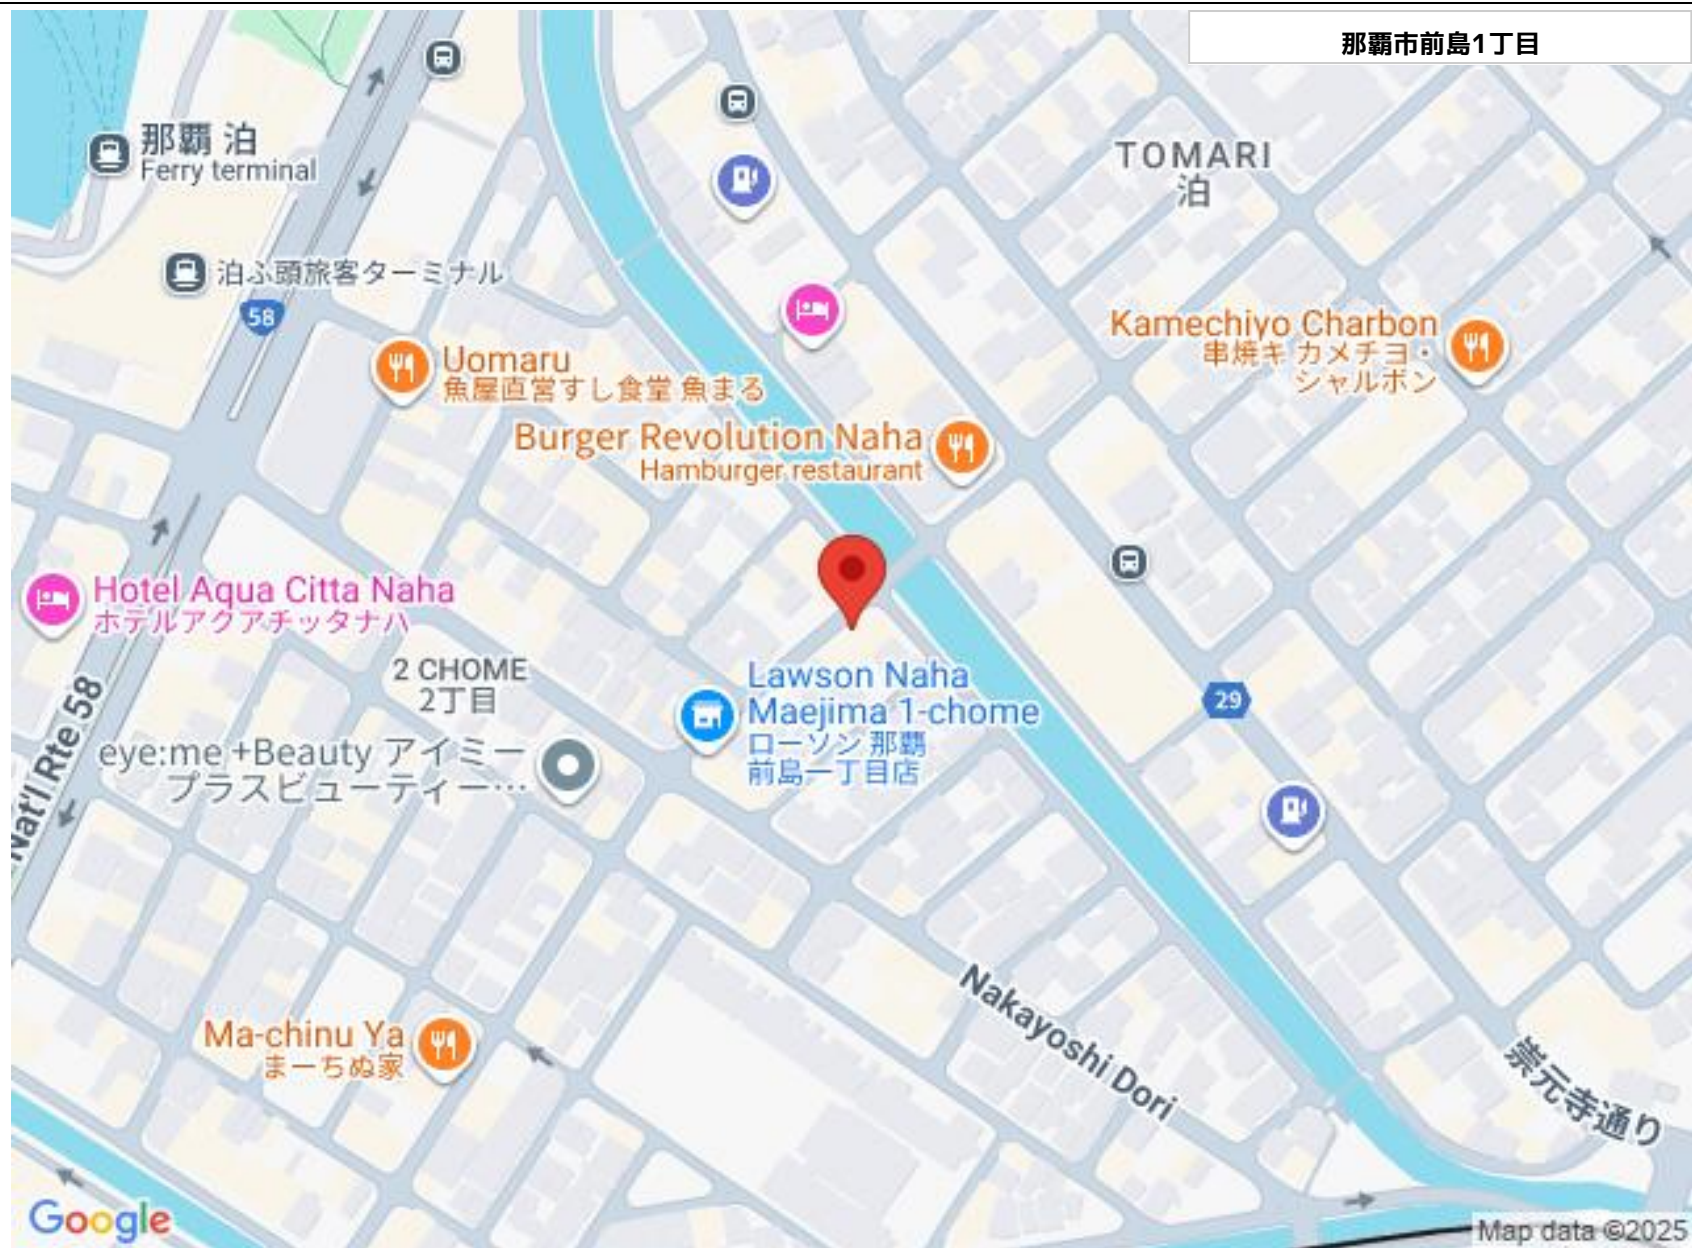 那覇市前島1丁目
那覇 泊
Ferry terminal
TOMARI
泊
泊ふ頭旅客ターミナル
58
Uomaru
魚屋直営すし食堂 魚まる
Kamechiyo Charbon
串焼キ カメチヨ・
シャルボン
Burger Revolution Naha
Hamburger restaurant
Hotel Aqua Citta Naha
ホテルアクアチッタナハ
2 CHOME
2丁目
Lawson Naha
Maejima 1-chome
ローソン 那覇
前島一丁目店
29
Nat'l Rte 58
eye:me +Beauty アイミー
プラスビューティー…
Ma-chinu Ya
まーちぬ家
Nakayoshi Dori
崇元寺通り
Google
Map data ©2025